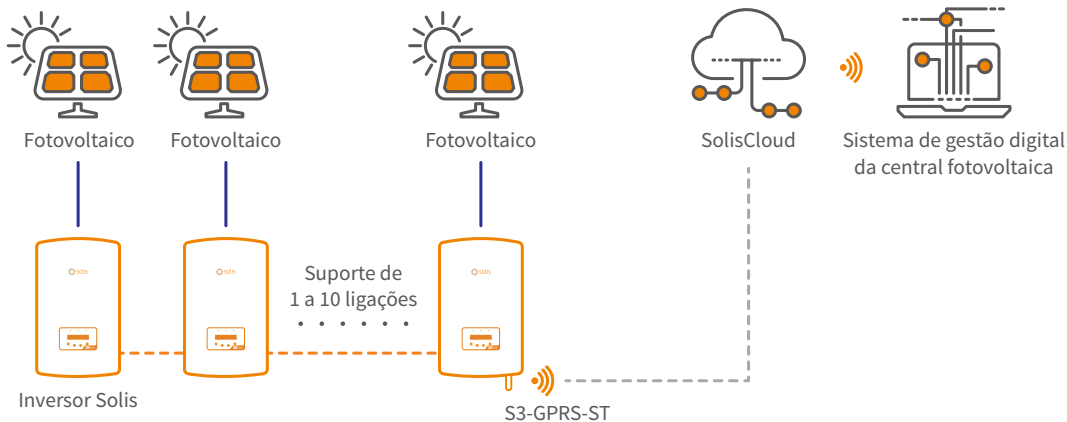 Fotovoltaico
Fotovoltaico
Fotovoltaico
SolisCloud
Sistema de gestão digital
da central fotovoltaica
solis
solis
solis
Suporte de
1 a 10 ligações
Inversor Solis
S3-GPRS-ST